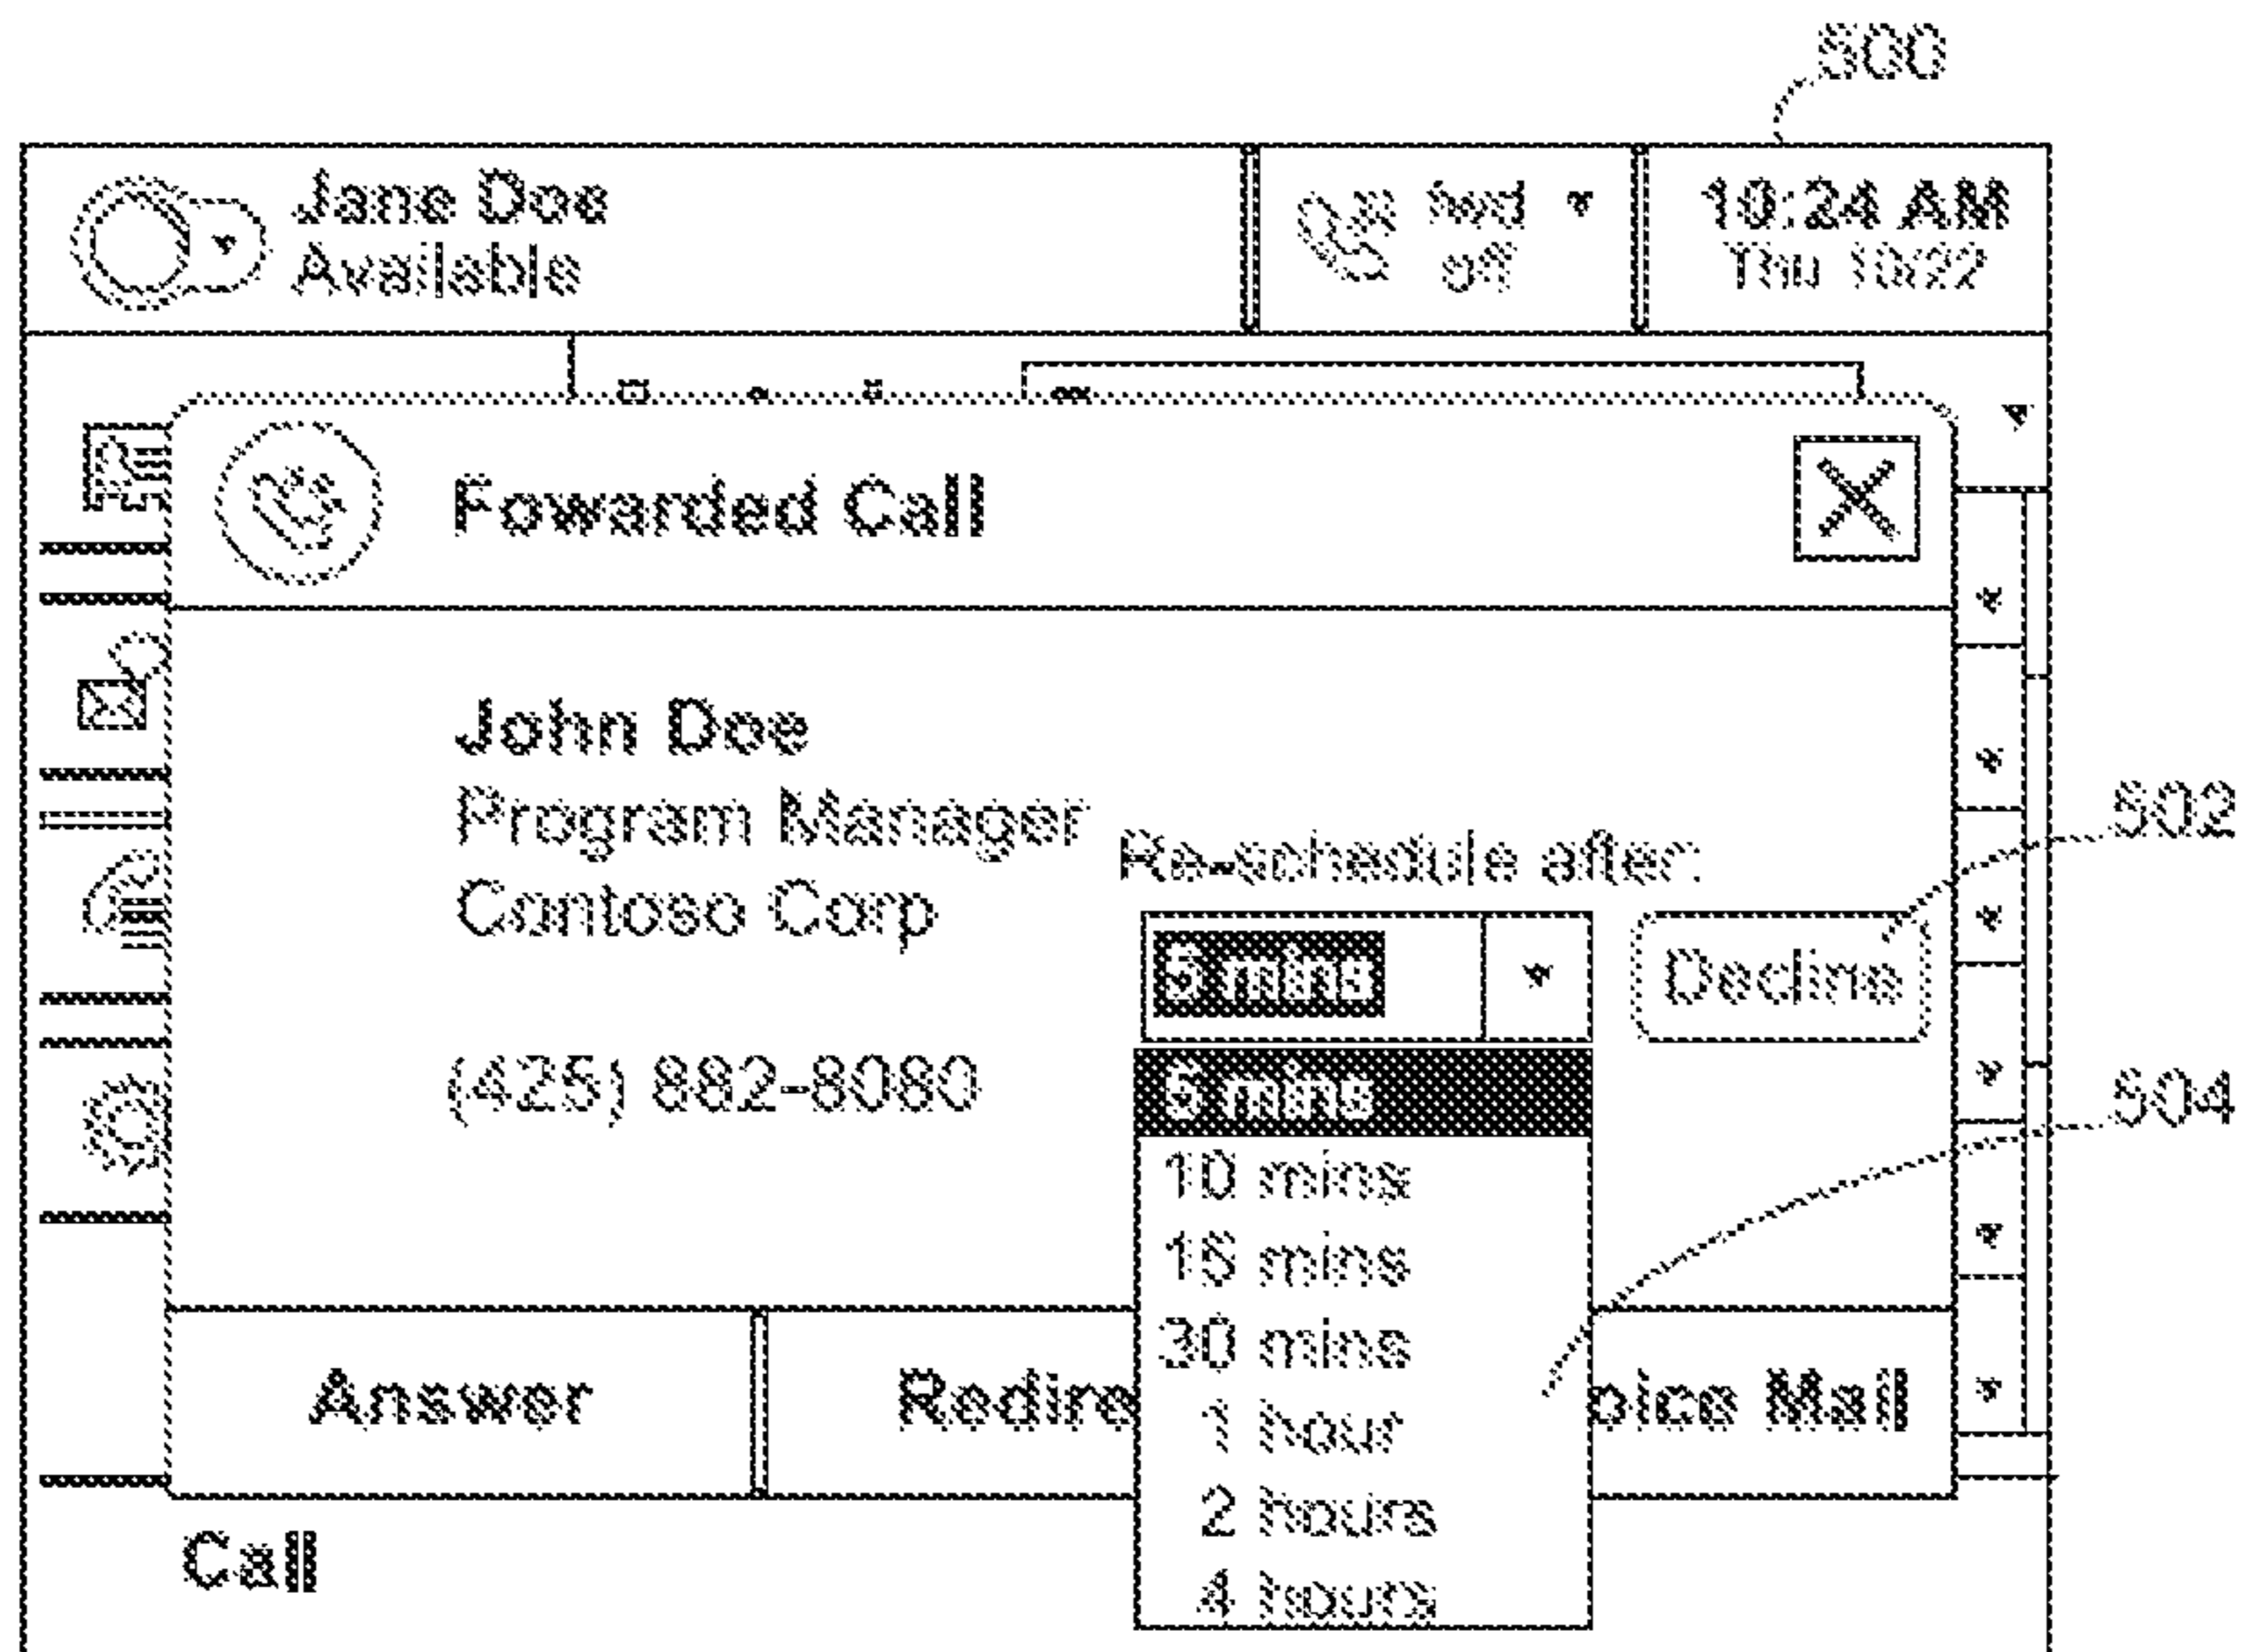 500
Jane Doe
Available
fwd
off
10:24 AM
Thu 10/22
Fowarded Call
John Doe
Program Manager
Contoso Corp
(425) 882-8080
Re-schedule after:
5 mins
Decline
502
504
5 mins
10 mins
15 mins
30 mins
1 hour
2 hours
4 hours
Answer
Redire
oice Mail
Call